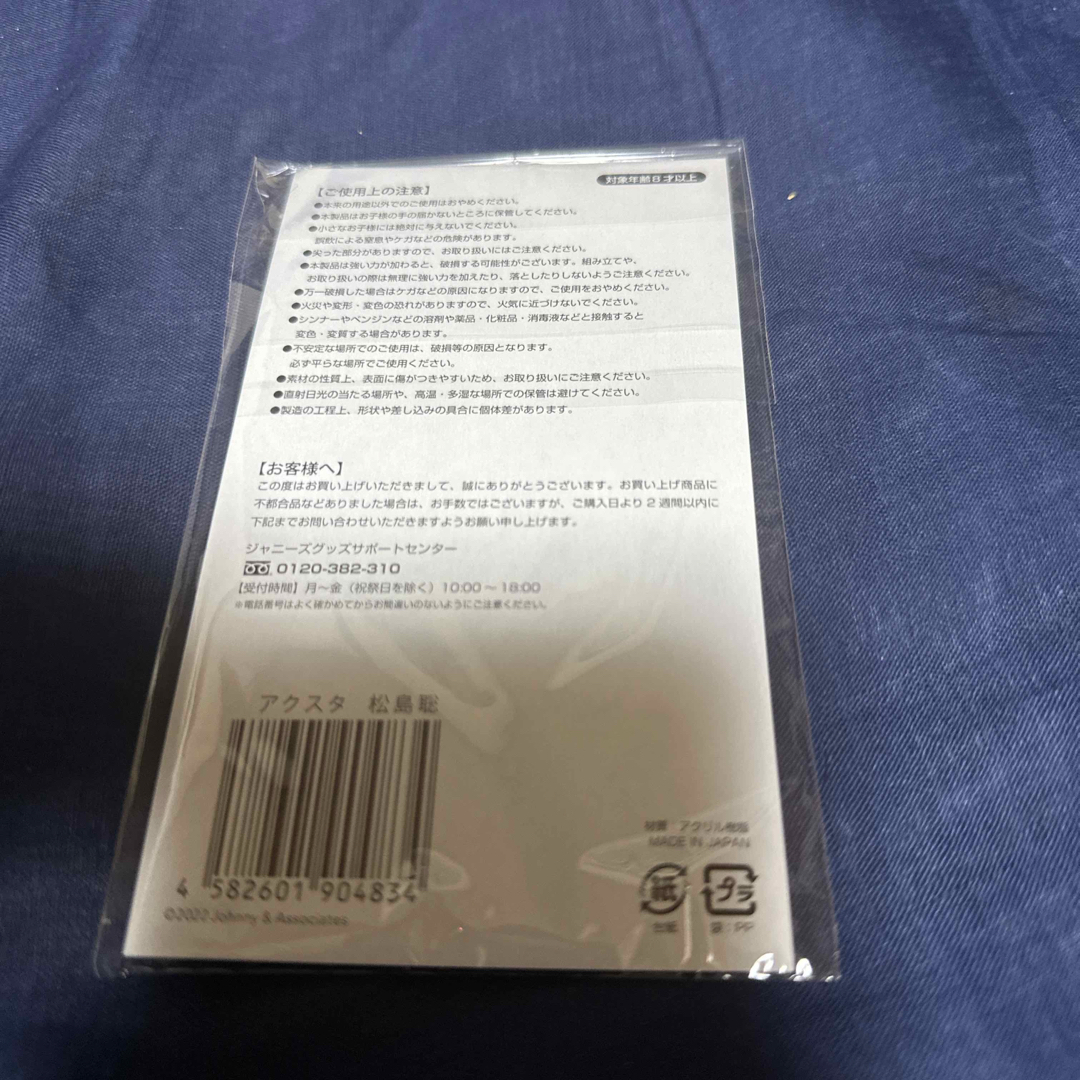 対象年齢8才以上
【ご使用上の注意】
●本来の用途以外でのご使用はおやめください。
●本製品はお子様の手の届かないところに保管してください。
●小さなお子様には絶対に与えないでください。
誤飲による窒息やケガなどの危険があります。
●尖った部分がありますので、お取り扱いにはご注意ください。
●本製品は強い力が加わると、破損する可能性がございます。組み立てや、
お取り扱いの際は無理に強い力を加えたり、落としたりしないようご注意ください。
●万一破損した場合はケガなどの原因になりますので、ご使用をおやめください。
●火災や変形・変色の恐れがありますので、火気に近づけないでください。
●シンナーやベンジンなどの溶剤や薬品・化粧品・消毒液などと接触すると
変色・変質する場合があります。
●不安定な場所でのご使用は、破損等の原因となります。
必ず平らな場所でご使用ください。
●素材の性質上、表面に傷がつきやすいため、お取り扱いにご注意ください。
●直射日光の当たる場所や、高温・多湿な場所での保管は避けてください。
●製造の工程上、形状や差し込みの具合に個体差があります。
【お客様へ】
この度はお買い上げいただきまして、誠にありがとうございます。お買い上げ商品に
不都合品などありました場合は、お手数ではございますが、ご購入日より2週間以内に
下記までお問い合わせいただきますようお願い申し上げます。
ジャニーズグッズサポートセンター
0120-382-310
【受付時間】月～金（祝祭日を除く）10:00～18:00
※電話番号はよく確かめてからお間違いのないようにご注意ください。
アクスタ 松島聡
4 582601 904834
©2022 Johnny & Associates
材質：アクリル樹脂
MADE IN JAPAN
紙 プラ
台紙 袋：PP